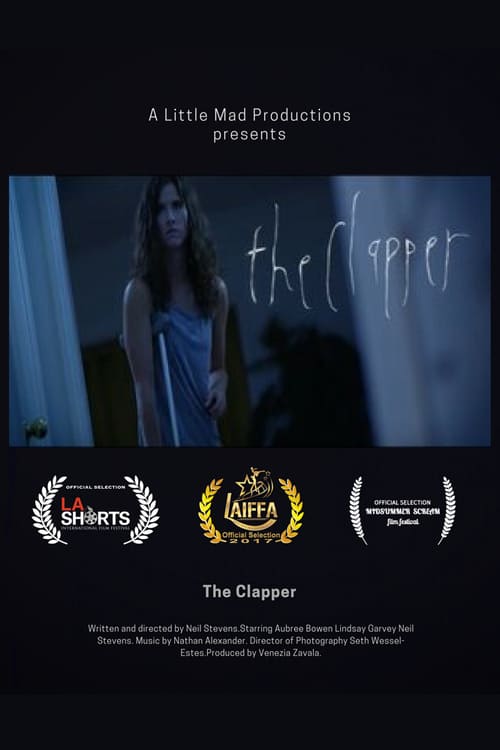 A Little Mad Productions
presents
the clapper
OFFICIAL SELECTION
LA
SHORTS
INTERNATIONAL FILM FESTIVAL
LAIFFA
Official Selection
2017
OFFICIAL SELECTION
MIDSUMMER SCREAM
film festival
The Clapper
Written and directed by Neil Stevens.Starring Aubree Bowen Lindsay Garvey Neil
Stevens. Music by Nathan Alexander. Director of Photography Seth Wessel-
Estes.Produced by Venezia Zavala.